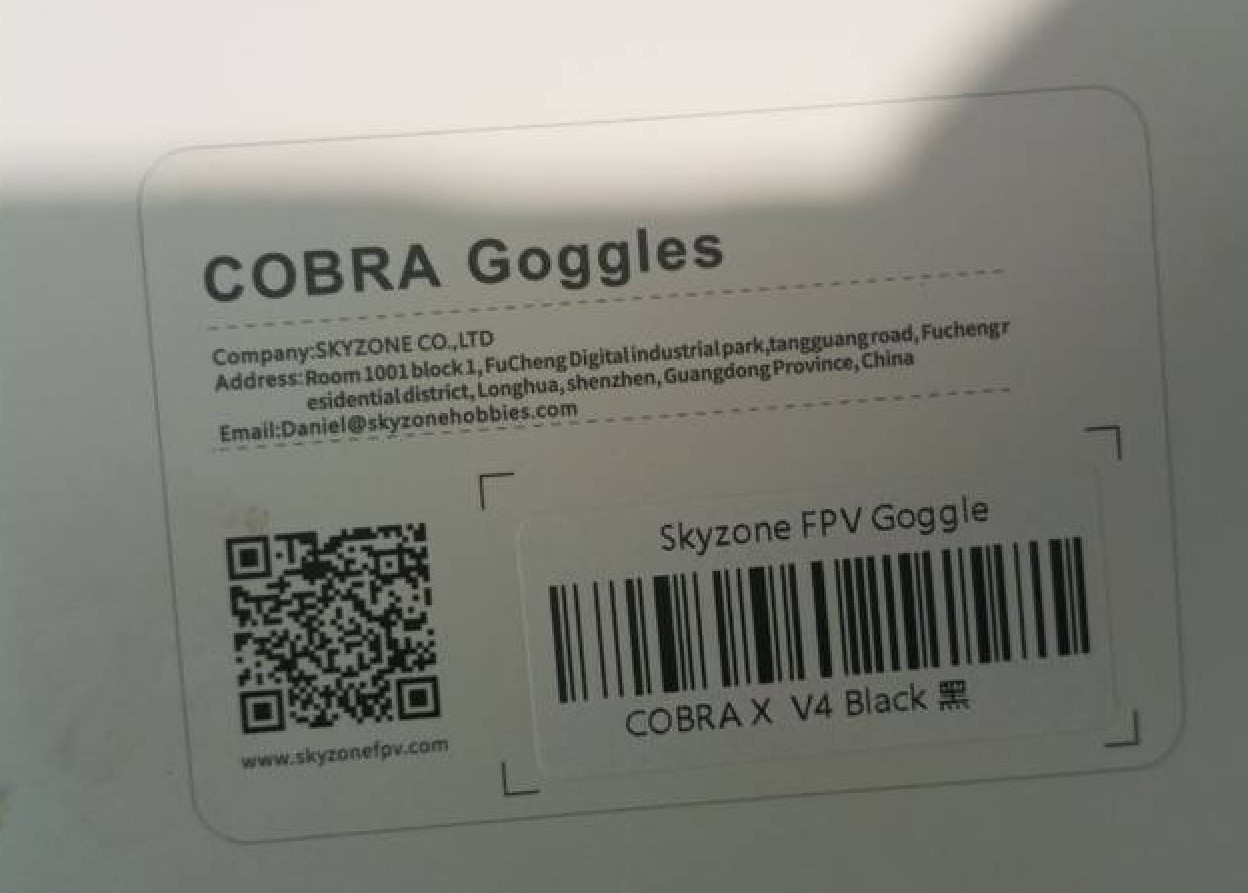 COBRA Goggles
Company:SKYZONE CO.,LTD
Address:Room 1001 block 1, FuCheng Digital industrial park,tangguang road, Fuchengr
esidential district, Longhua, shenzhen, Guangdong Province, China
Email:Daniel@skyzonehobbies.com
Skyzone FPV Goggle
COBRA X V4 Black 黑
www.skyzonefpv.com